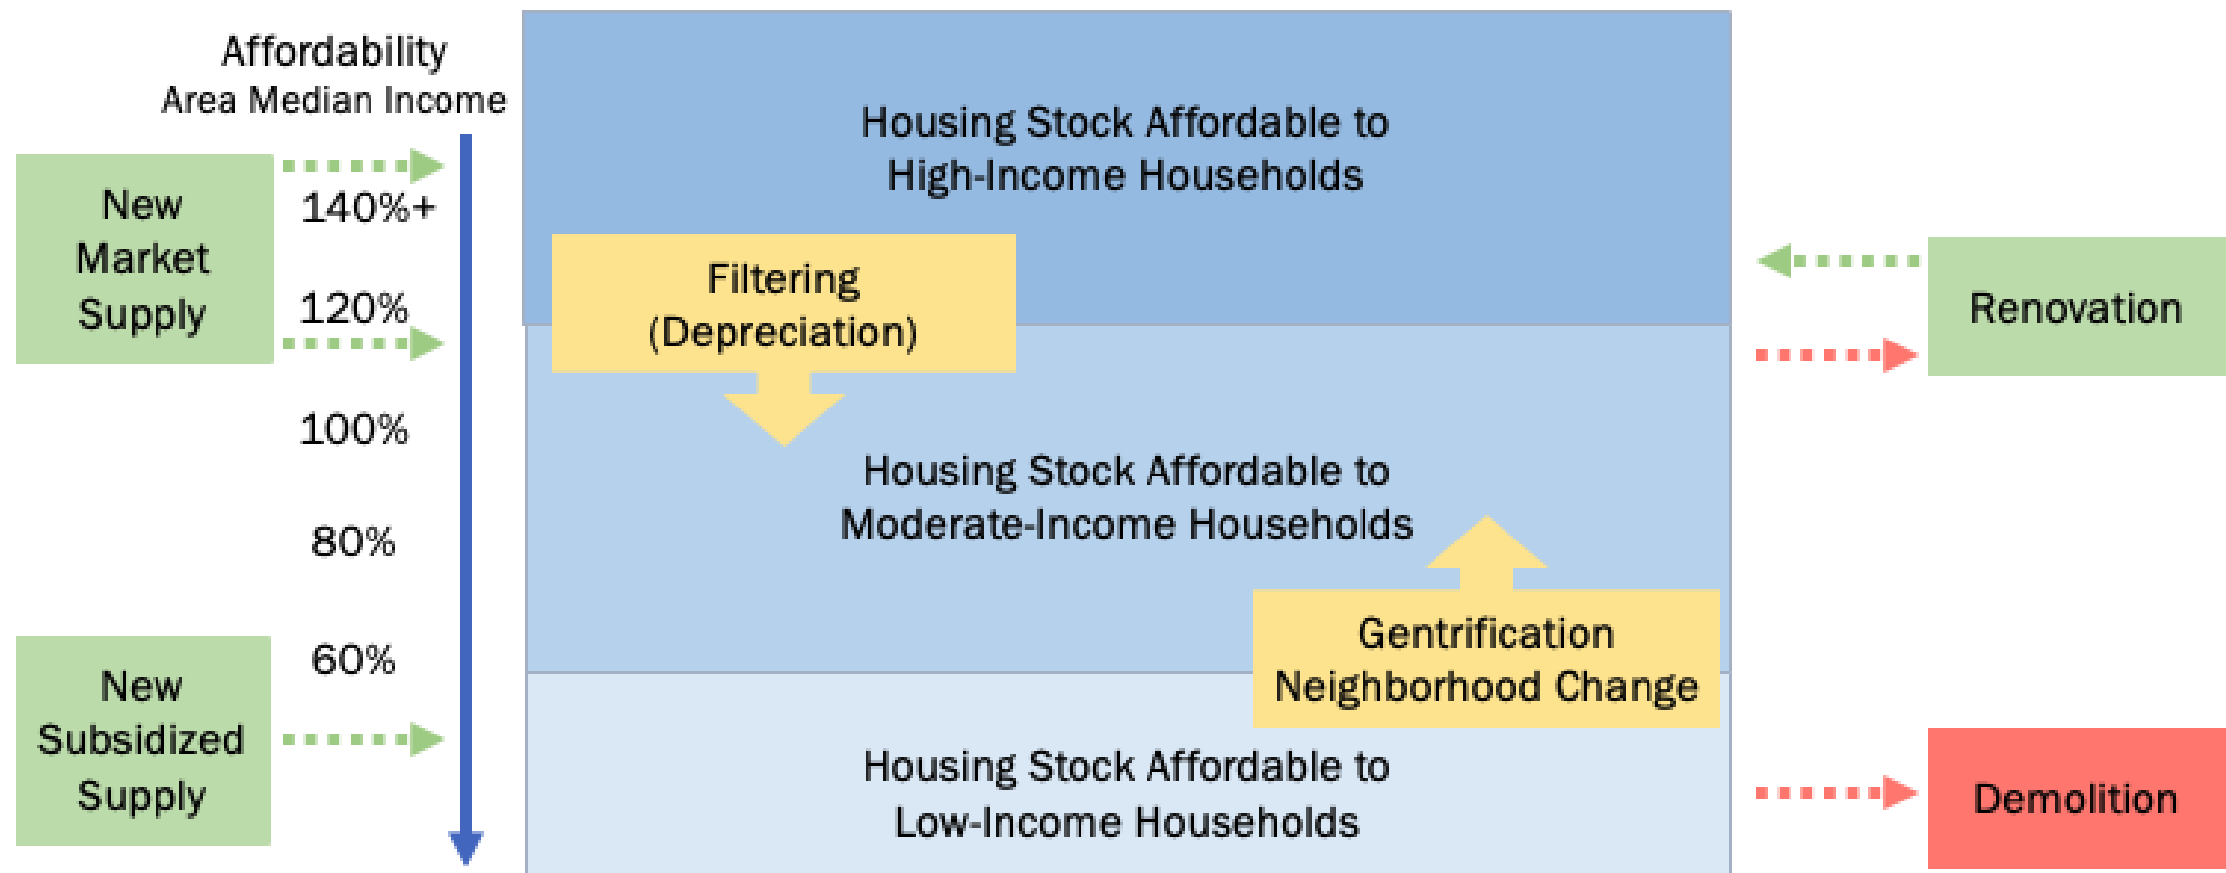 Affordability
Area Median Income
New
Market
Supply
140%+
120%
100%
80%
60%
New
Subsidized
Supply
Housing Stock Affordable to
High-Income Households
Filtering
(Depreciation)
Housing Stock Affordable to
Moderate-Income Households
Gentrification
Neighborhood Change
Housing Stock Affordable to
Low-Income Households
Renovation
Demolition